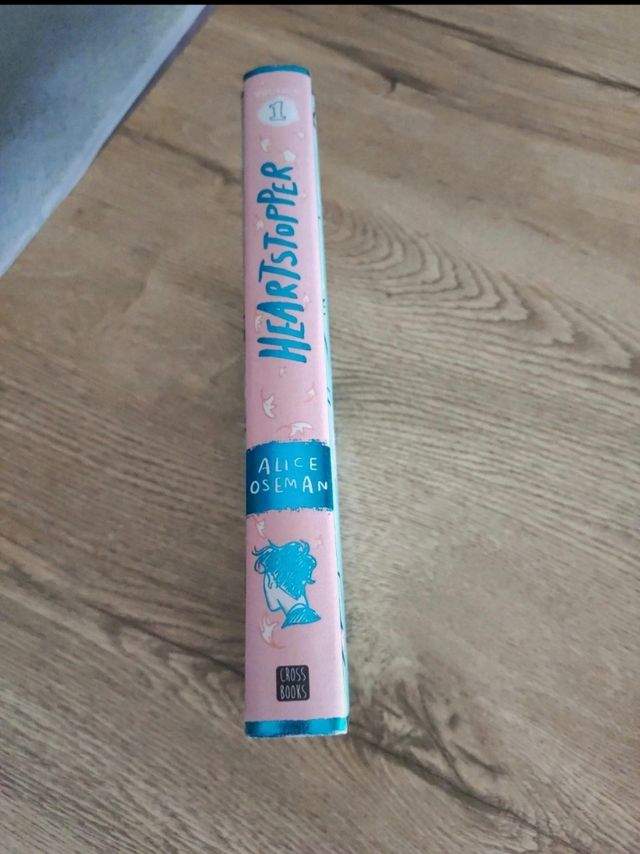 1
HEARTSTOPPER
ALICE
OSEMAN
CROSS
BOOKS